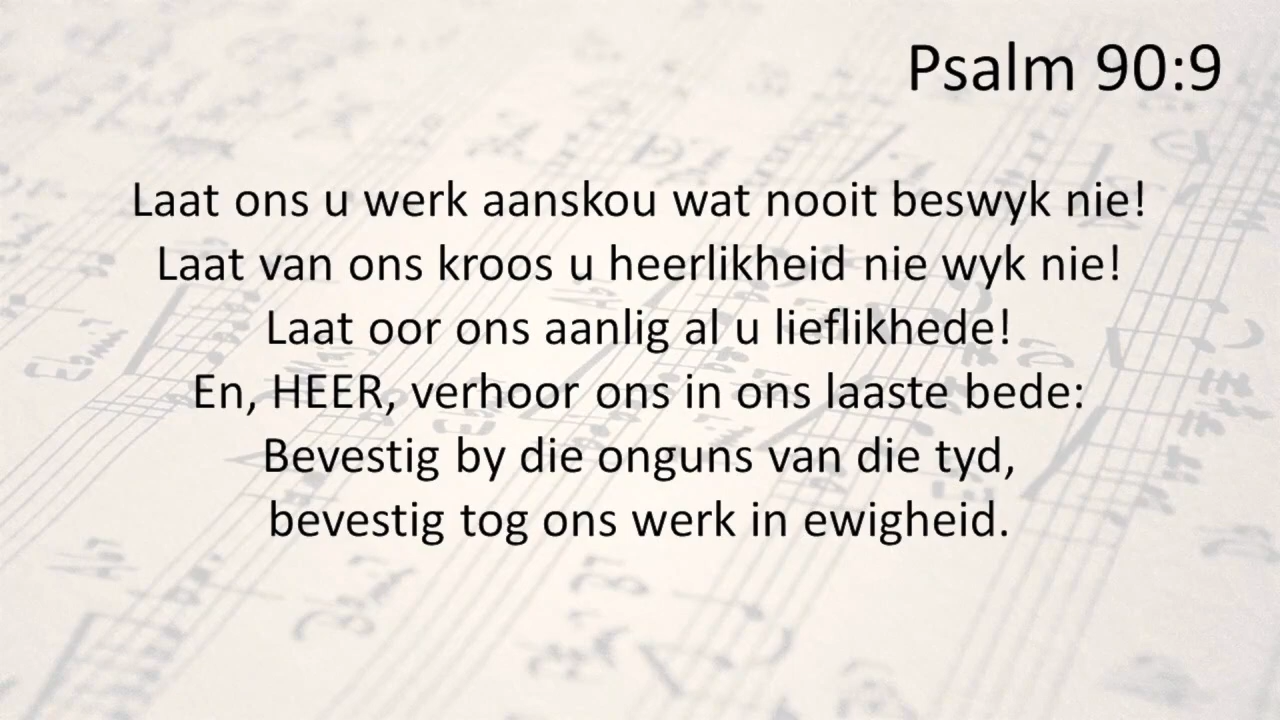 Psalm 90:9
Laat ons u werk aanskou wat nooit beswyk nie!
Laat van ons kroos u heerlikheid nie wyk nie!
Laat oor ons aanlig al u lieflikhede!
En, HEER, verhoor ons in ons laaste bede:
Bevestig by die onguns van die tyd,
bevestig tog ons werk in ewigheid.